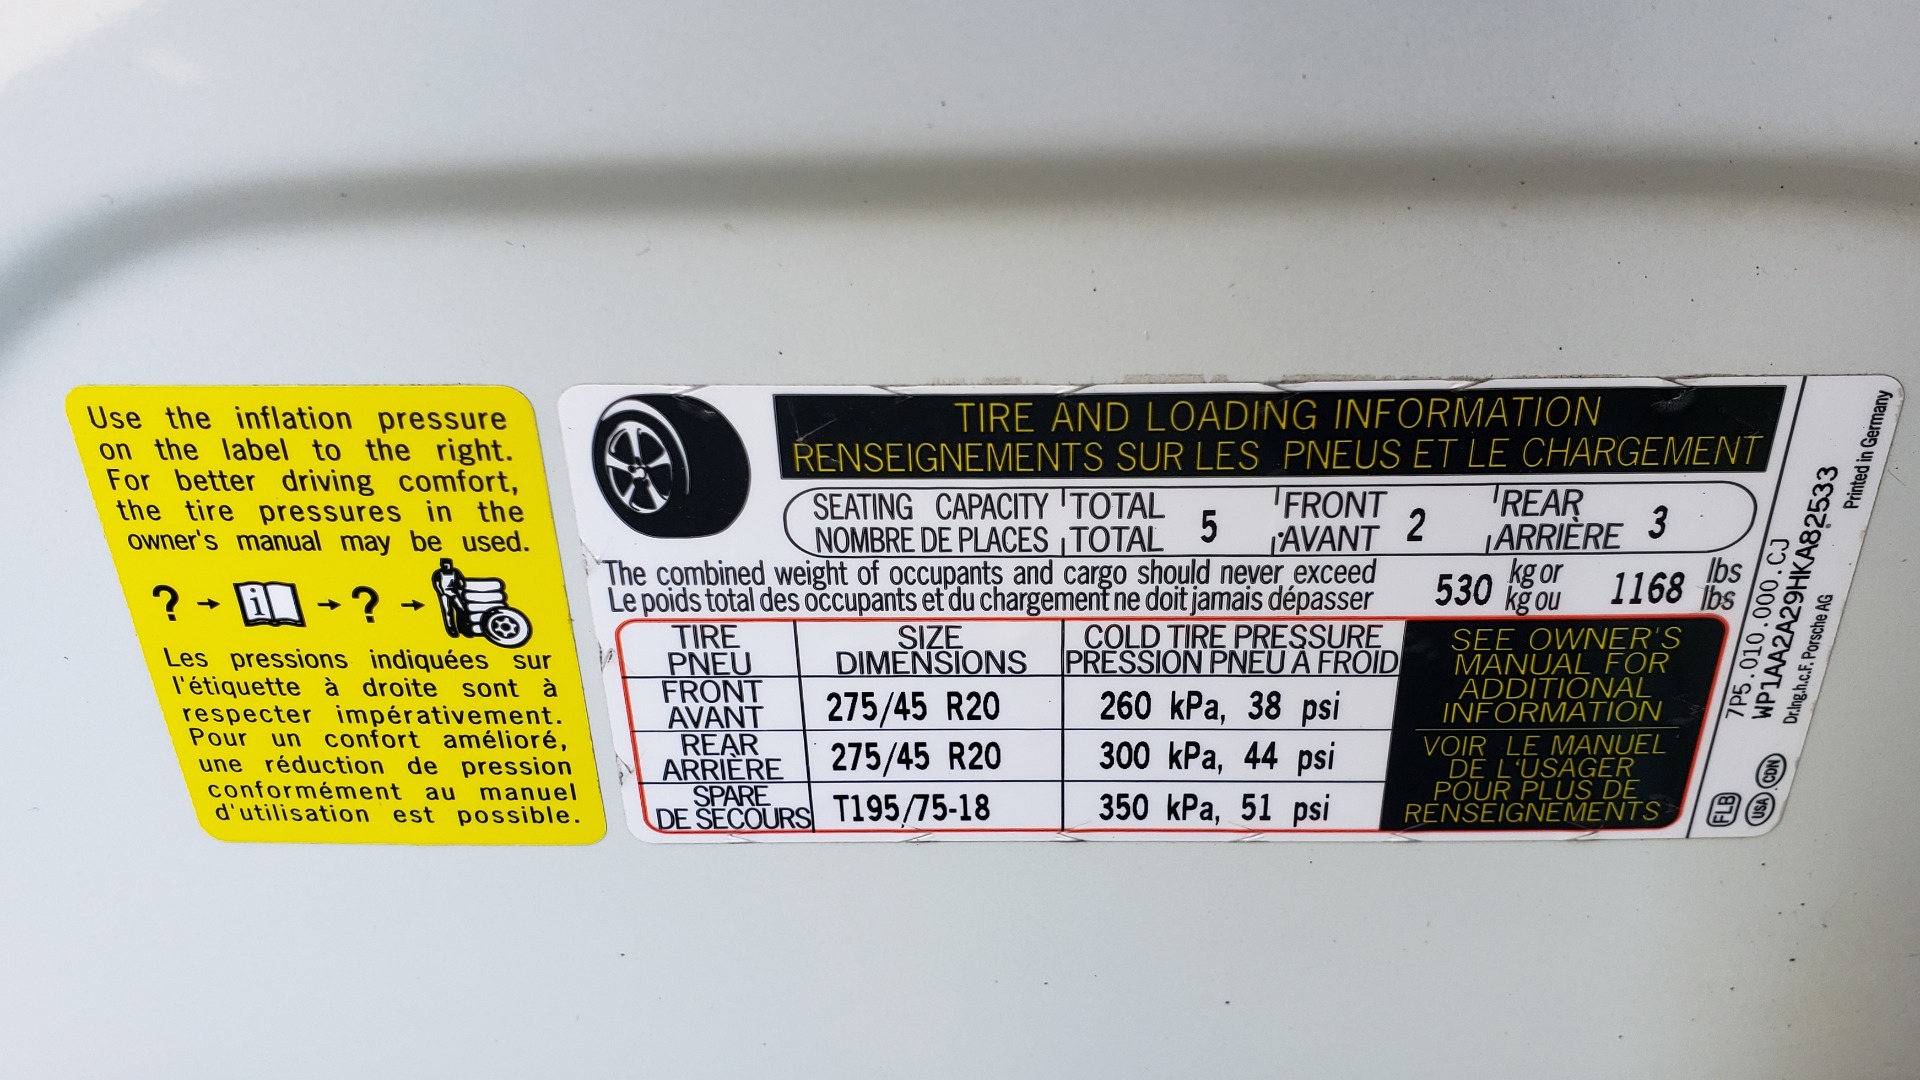 Use the inflation pressure
on the label to the right.
For better driving comfort,
the tire pressures in the
owner's manual may be used.
? → i → ? →
Les pressions indiquées sur
l'étiquette à droite sont à
respecter impérativement.
Pour un confort amélioré,
une réduction de pression
conformément au manuel
d'utilisation est possible.
TIRE AND LOADING INFORMATION
RENSEIGNEMENTS SUR LES PNEUS ET LE CHARGEMENT
SEATING CAPACITY TOTAL 5 FRONT 2 REAR 3
NOMBRE DE PLACES TOTAL AVANT ARRIÈRE
The combined weight of occupants and cargo should never exceed 530 kg or 1168 lbs
Le poids total des occupants et du chargement ne doit jamais dépasser kg ou lbs
TIRE SIZE COLD TIRE PRESSURE
PNEU DIMENSIONS PRESSION PNEU À FROID
FRONT
AVANT 275/45 R20 260 kPa, 38 psi
REAR
ARRIÈRE 275/45 R20 300 kPa, 44 psi
SPARE
DE SECOURS T195/75-18 350 kPa, 51 psi
SEE OWNER'S
MANUAL FOR
ADDITIONAL
INFORMATION
VOIR LE MANUEL
DE L'USAGER
POUR PLUS DE
RENSEIGNEMENTS
7P5.010.000.CJ
WP1AA2A29HKA82533
Dr.Ing.h.c.F. Porsche AG
Printed in Germany
FLB
USA
CDN